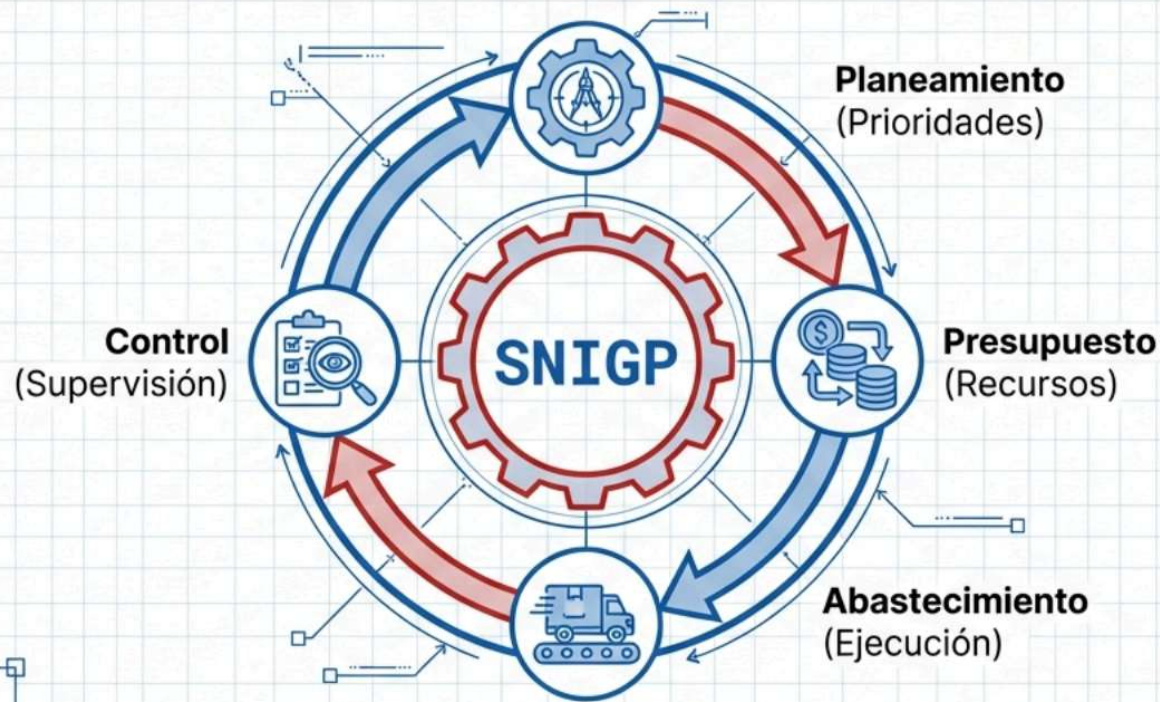 Planeamiento
(Prioridades)
Control
(Supervisión)
SNIGP
$
Presupuesto
(Recursos)
Abastecimiento
(Ejecución)